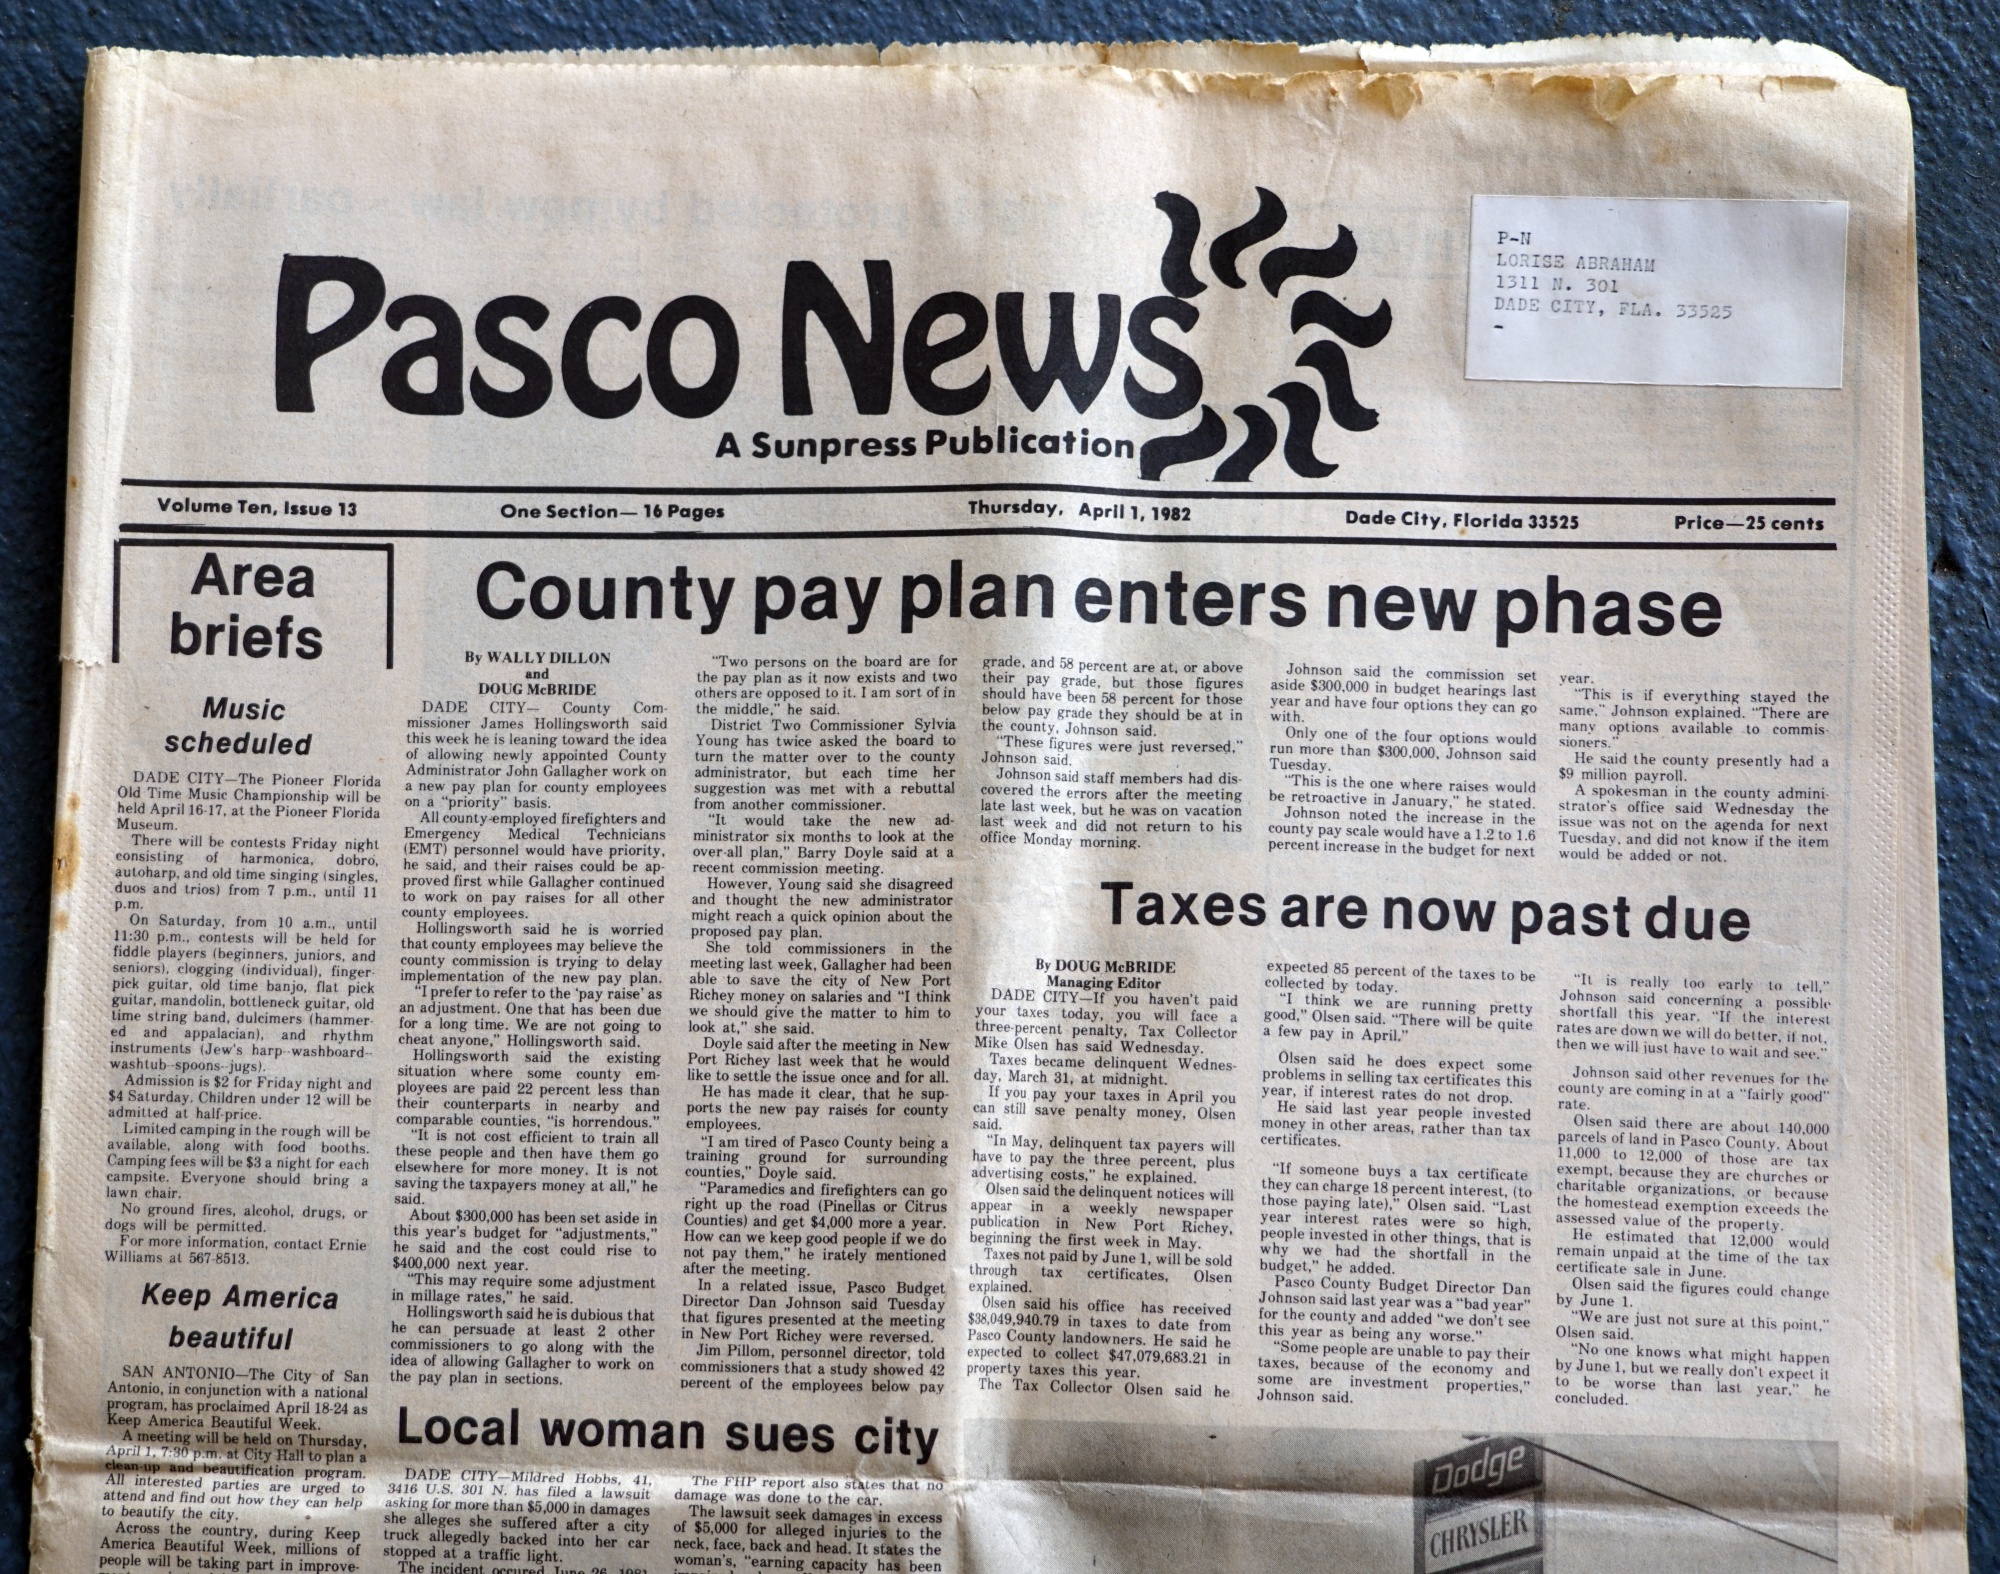 P-N
LORISE ABRAHAM
1311 N. 301
DADE CITY, FLA. 33525
-
Pasco News
A Sunpress Publication
Volume Ten, Issue 13
One Section— 16 Pages
Thursday, April 1, 1982
Dade City, Florida 33525
Price—25 cents
Area
briefs
Music
scheduled
DADE CITY—The Pioneer Florida
Old Time Music Championship will be
held April 16-17, at the Pioneer Florida
Museum.
There will be contests Friday night
consisting of harmonica, dobro,
autoharp, and old time singing (singles,
duos and trios) from 7 p.m., until 11
p.m.
On Saturday, from 10 a.m., until
11:30 p.m., contests will be held for
fiddle players (beginners, juniors, and
seniors), clogging (individual), finger-
pick guitar, old time banjo, flat pick
guitar, mandolin, bottleneck guitar, old
time string band, dulcimers (hammer-
ed and appalacian), and rhythm
instruments (Jew's harp--washboard--
washtub--spoons--jugs).
Admission is $2 for Friday night and
$4 Saturday. Children under 12 will be
admitted at half-price.
Limited camping in the rough will be
available, along with food booths.
Camping fees will be $3 a night for each
campsite. Everyone should bring a
lawn chair.
No ground fires, alcohol, drugs, or
dogs will be permitted.
For more information, contact Ernie
Williams at 567-8513.
Keep America
beautiful
SAN ANTONIO—The City of San
Antonio, in conjunction with a national
program, has proclaimed April 18-24 as
Keep America Beautiful Week.
A meeting will be held on Thursday,
April 1, 7:30 p.m. at City Hall to plan a
clean-up and beautification program.
All interested parties are urged to
attend and find out how they can help
to beautify the city.
Across the country, during Keep
America Beautiful Week, millions of
people will be taking part in improve-
County pay plan enters new phase
By WALLY DILLON
and
DOUG McBRIDE
DADE CITY— County Com-
missioner James Hollingsworth said
this week he is leaning toward the idea
of allowing newly appointed County
Administrator John Gallagher work on
a new pay plan for county employees
on a "priority" basis.
All county-employed firefighters and
Emergency Medical Technicians
(EMT) personnel would have priority,
he said, and their raises could be ap-
proved first while Gallagher continued
to work on pay raises for all other
county employees.
Hollingsworth said he is worried
that county employees may believe the
county commission is trying to delay
implementation of the new pay plan.
"I prefer to refer to the 'pay raise' as
an adjustment. One that has been due
for a long time. We are not going to
cheat anyone," Hollingsworth said.
Hollingsworth said the existing
situation where some county em-
ployees are paid 22 percent less than
their counterparts in nearby and
comparable counties, "is horrendous."
"It is not cost efficient to train all
these people and then have them go
elsewhere for more money. It is not
saving the taxpayers money at all," he
said.
About $300,000 has been set aside in
this year's budget for "adjustments,"
he said and the cost could rise to
$400,000 next year.
"This may require some adjustment
in millage rates," he said.
Hollingsworth said he is dubious that
he can persuade at least 2 other
commissioners to go along with the
idea of allowing Gallagher to work on
the pay plan in sections.
"Two persons on the board are for
the pay plan as it now exists and two
others are opposed to it. I am sort of in
the middle," he said.
District Two Commissioner Sylvia
Young has twice asked the board to
turn the matter over to the county
administrator, but each time her
suggestion was met with a rebuttal
from another commissioner.
"It would take the new ad-
ministrator six months to look at the
over-all plan," Barry Doyle said at a
recent commission meeting.
However, Young said she disagreed
and thought the new administrator
might reach a quick opinion about the
proposed pay plan.
She told commissioners in the
meeting last week, Gallagher had been
able to save the city of New Port
Richey money on salaries and "I think
we should give the matter to him to
look at," she said.
Doyle said after the meeting in New
Port Richey last week that he would
like to settle the issue once and for all.
He has made it clear, that he sup-
ports the new pay raises for county
employees.
"I am tired of Pasco County being a
training ground for surrounding
counties," Doyle said.
"Paramedics and firefighters can go
right up the road (Pinellas or Citrus
Counties) and get $4,000 more a year.
How can we keep good people if we do
not pay them," he irately mentioned
after the meeting.
In a related issue, Pasco Budget
Director Dan Johnson said Tuesday
that figures presented at the meeting
in New Port Richey were reversed.
Jim Pillom, personnel director, told
commissioners that a study showed 42
percent of the employees below pay
grade, and 58 percent are at, or above
their pay grade, but those figures
should have been 58 percent for those
below pay grade they should be at in
the county, Johnson said.
"These figures were just reversed,"
Johnson said.
Johnson said staff members had dis-
covered the errors after the meeting
late last week, but he was on vacation
last week and did not return to his
office Monday morning.
Johnson said the commission set
aside $300,000 in budget hearings last
year and have four options they can go
with.
Only one of the four options would
run more than $300,000, Johnson said
Tuesday.
"This is the one where raises would
be retroactive in January," he stated.
Johnson noted the increase in the
county pay scale would have a 1.2 to 1.6
percent increase in the budget for next
year.
"This is if everything stayed the
same," Johnson explained. "There are
many options available to commis-
sioners."
He said the county presently had a
$9 million payroll.
A spokesman in the county admini-
strator's office said Wednesday the
issue was not on the agenda for next
Tuesday, and did not know if the item
would be added or not.
Taxes are now past due
By DOUG McBRIDE
Managing Editor
DADE CITY—If you haven't paid
your taxes today, you will face a
three-percent penalty, Tax Collector
Mike Olsen has said Wednesday.
Taxes became delinquent Wednes-
day, March 31, at midnight.
If you pay your taxes in April you
can still save penalty money, Olsen
said.
"In May, delinquent tax payers will
have to pay the three percent, plus
advertising costs," he explained.
Olsen said the delinquent notices will
appear in a weekly newspaper
publication in New Port Richey,
beginning the first week in May.
Taxes not paid by June 1, will be sold
through tax certificates, Olsen
explained.
Olsen said his office has received
$38,049,940.79 in taxes to date from
Pasco County landowners. He said he
expected to collect $47,079,683.21 in
property taxes this year.
The Tax Collector Olsen said he
expected 85 percent of the taxes to be
collected by today.
"I think we are running pretty
good," Olsen said. "There will be quite
a few pay in April."
Olsen said he does expect some
problems in selling tax certificates this
year, if interest rates do not drop.
He said last year people invested
money in other areas, rather than tax
certificates.
"If someone buys a tax certificate
they can charge 18 percent interest, (to
those paying late)," Olsen said. "Last
year interest rates were so high,
people invested in other things, that is
why we had the shortfall in the
budget," he added.
Pasco County Budget Director Dan
Johnson said last year was a "bad year"
for the county and added "we don't see
this year as being any worse."
"Some people are unable to pay their
taxes, because of the economy and
some are investment properties,"
Johnson said.
"It is really too early to tell,"
Johnson said concerning a possible
shortfall this year. "If the interest
rates are down we will do better, if not,
then we will just have to wait and see."
Johnson said other revenues for the
county are coming in at a "fairly good"
rate.
Olsen said there are about 140,000
parcels of land in Pasco County. About
11,000 to 12,000 of those are tax
exempt, because they are churches or
charitable organizations, or because
the homestead exemption exceeds the
assessed value of the property.
He estimated that 12,000 would
remain unpaid at the time of the tax
certificate sale in June.
Olsen said the figures could change
by June 1.
"We are just not sure at this point,"
Olsen said.
"No one knows what might happen
by June 1, but we really don't expect it
to be worse than last year," he
concluded.
Local woman sues city
DADE CITY—Mildred Hobbs, 41,
3416 U.S. 301 N. has filed a lawsuit
asking for more than $5,000 in damages
she alleges she suffered after a city
truck allegedly backed into her car
stopped at a traffic light.
The incident occured June 26, 1981
The FHP report also states that no
damage was done to the car.
The lawsuit seek damages in excess
of $5,000 for alleged injuries to the
neck, face, back and head. It states the
woman's, "earning capacity has been
Dodge
CHRYSLER